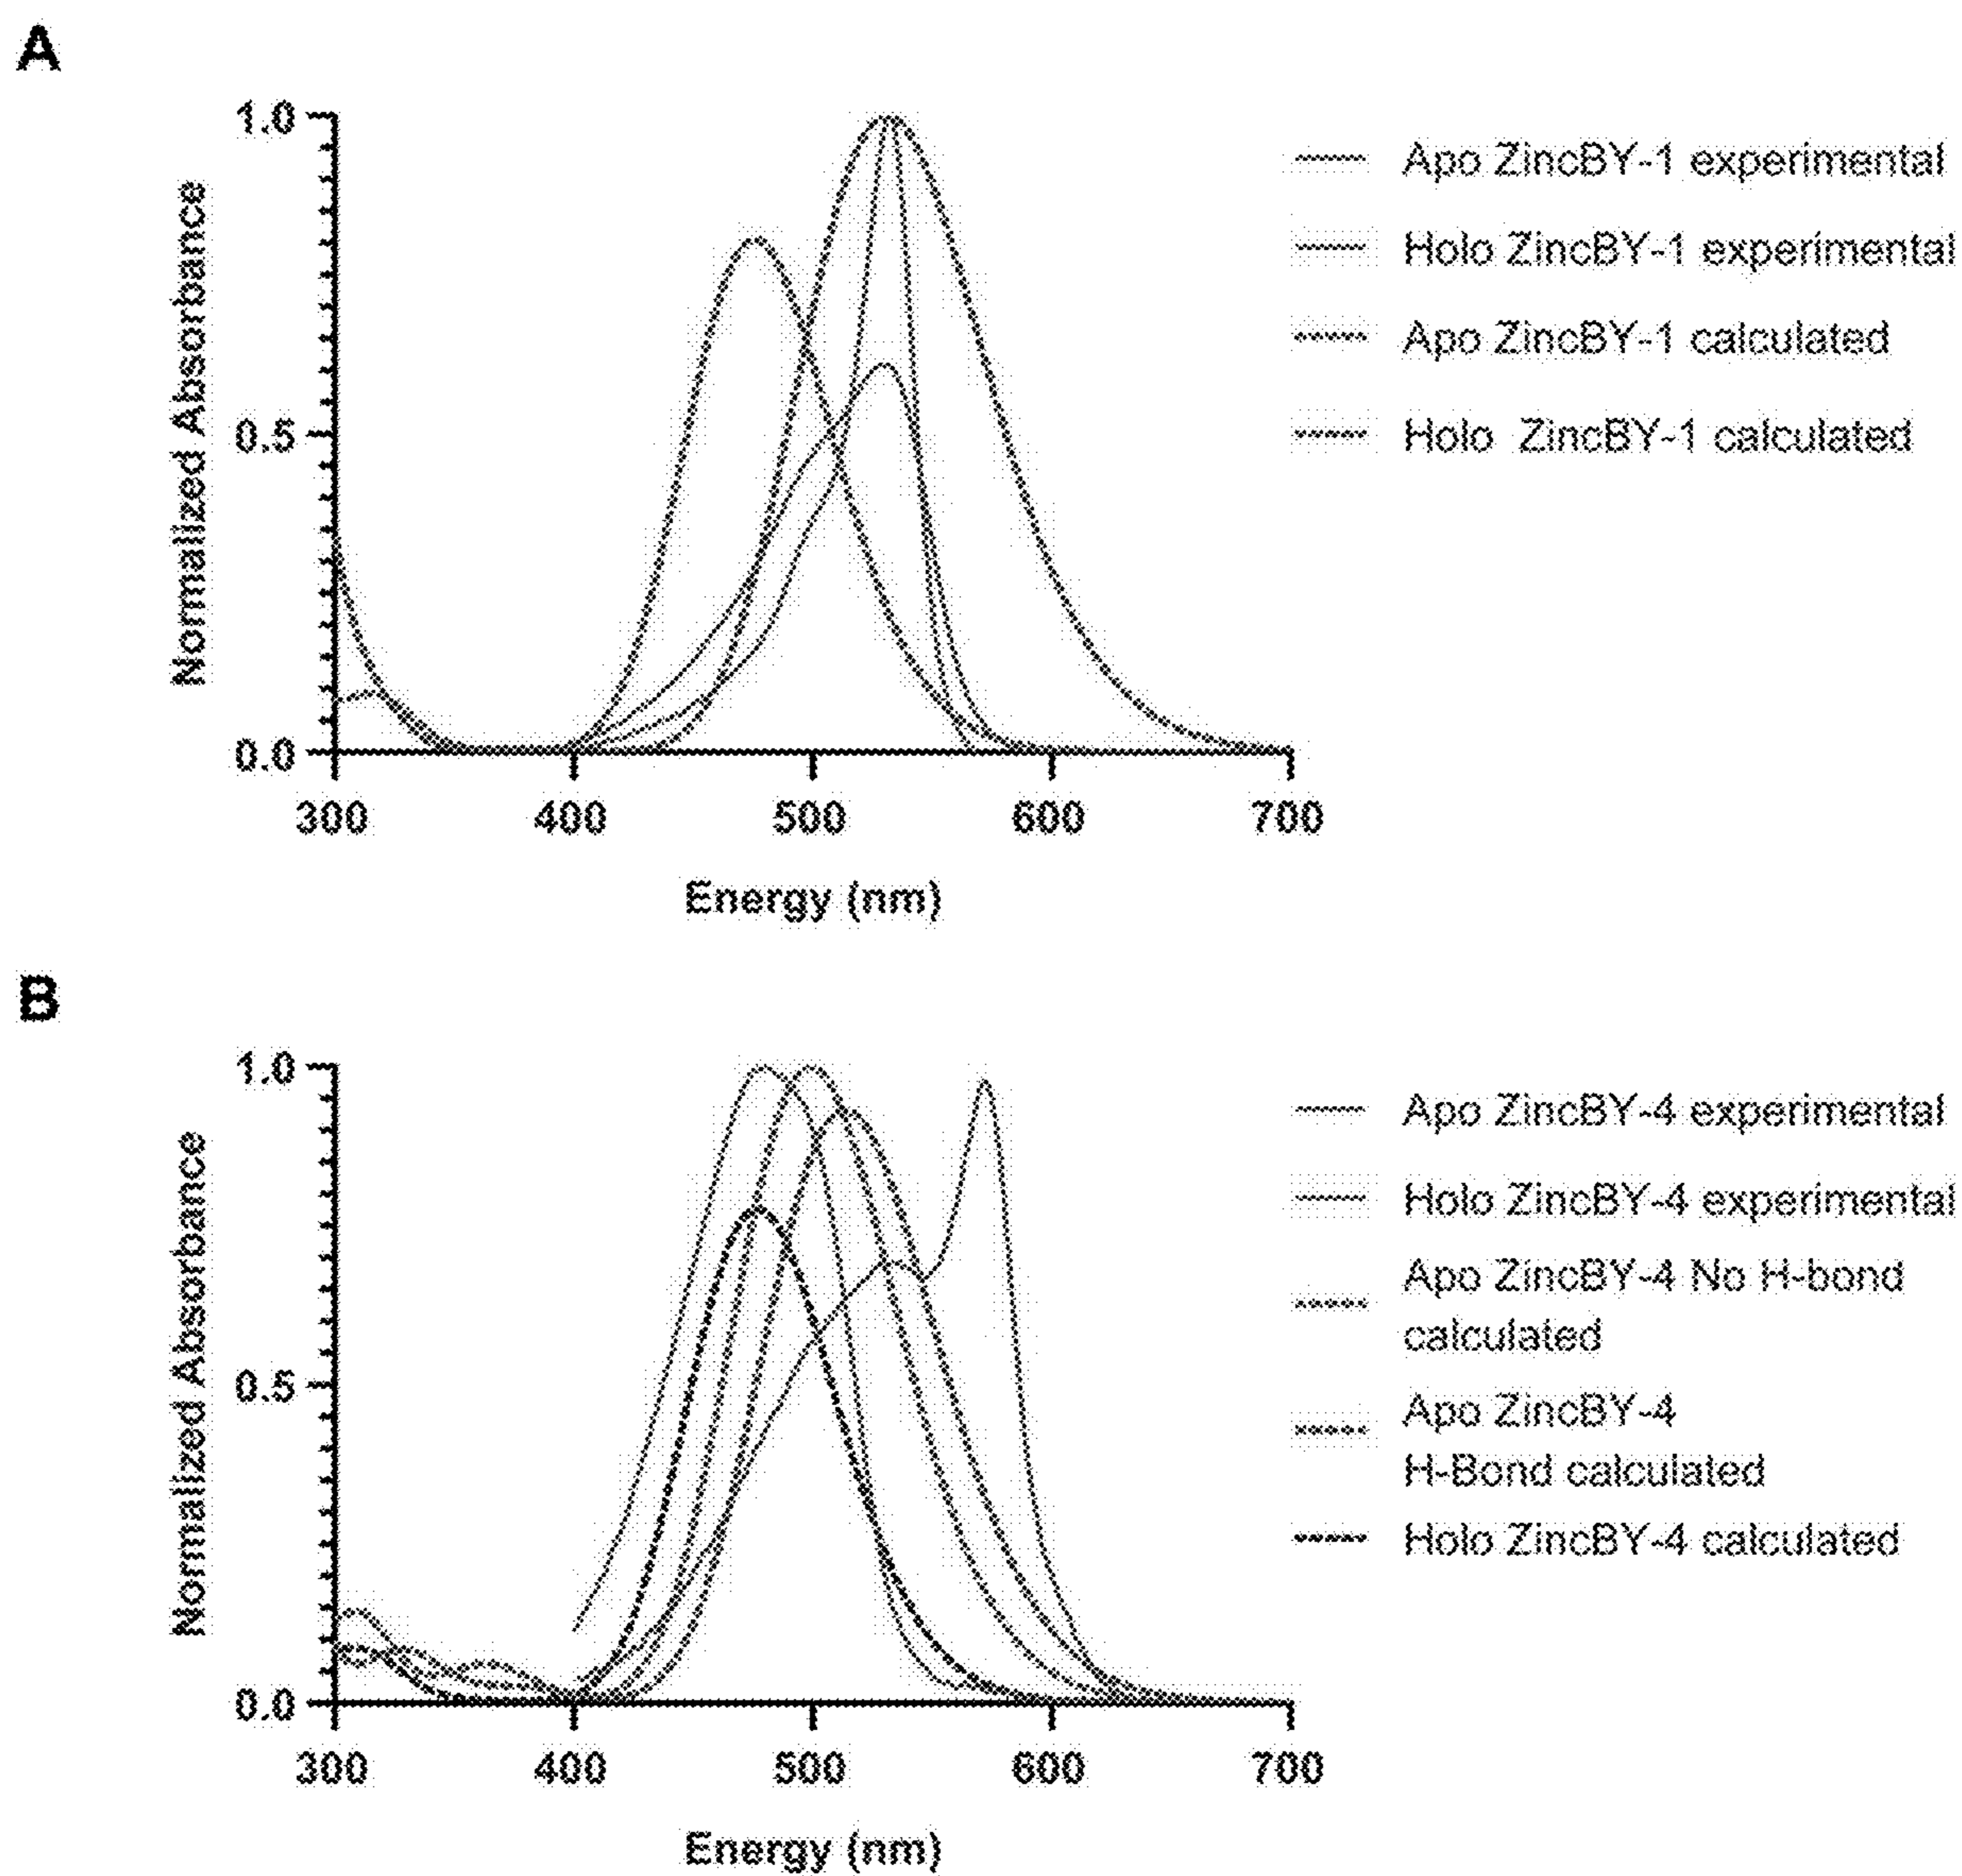 A
1.0
0.5
0.0
Normalized Absorbance
300 400 500 600 700
Energy (nm)
Apo ZincBY-1 experimental
Holo ZincBY-1 experimental
Apo ZincBY-1 calculated
Holo ZincBY-1 calculated
B
1.0
0.5
0.0
Normalized Absorbance
300 400 500 600 700
Energy (nm)
Apo ZincBY-4 experimental
Holo ZincBY-4 experimental
Apo ZincBY-4 No H-bond
calculated
Apo ZincBY-4
H-Bond calculated
Holo ZincBY-4 calculated